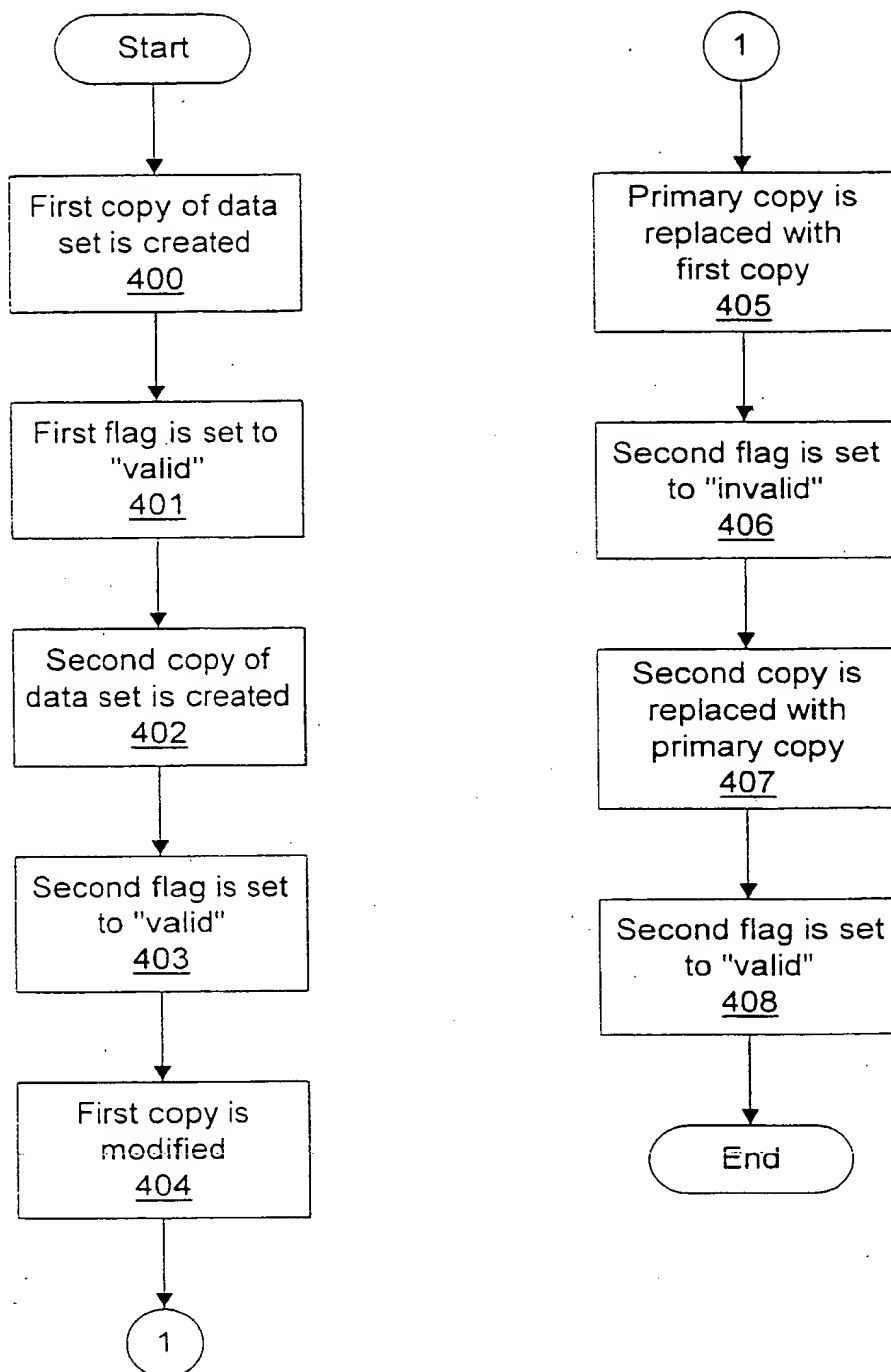 Start
First copy of data
set is created
400
First flag is set to
"valid"
401
Second copy of
data set is created
402
Second flag is set
to "valid"
403
First copy is
modified
404
1
1
Primary copy is
replaced with
first copy
405
Second flag is set
to "invalid"
406
Second copy is
replaced with
primary copy
407
Second flag is set
to "valid"
408
End